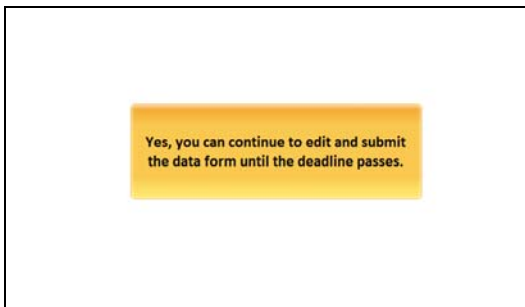 Yes, you can continue to edit and submit
the data form until the deadline passes.